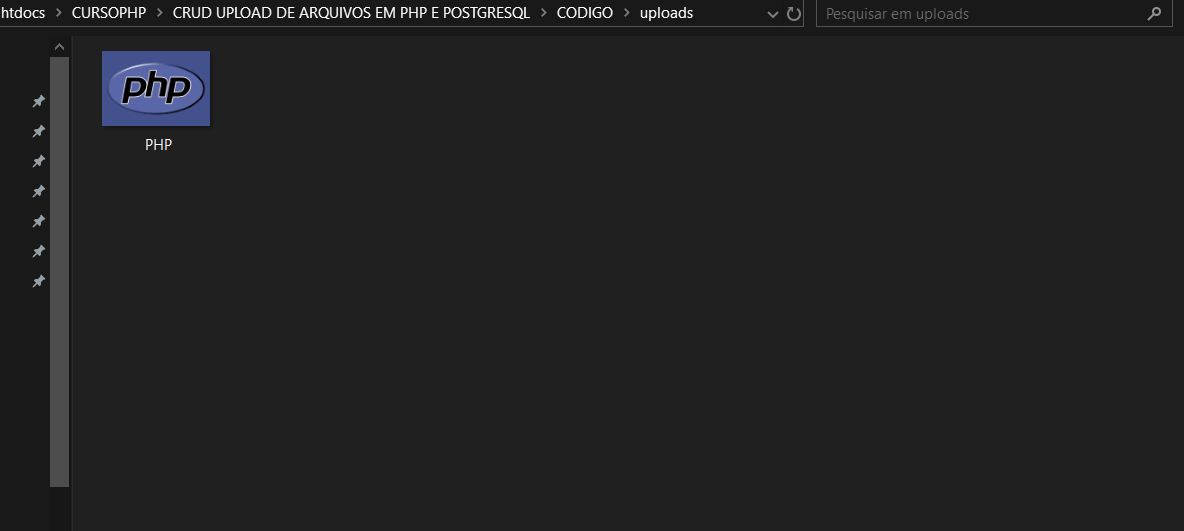 htdocs > CURSOPHP > CRUD UPLOAD DE ARQUIVOS EM PHP E POSTGRESQL > CODIGO > uploads
Pesquisar em uploads
php
PHP